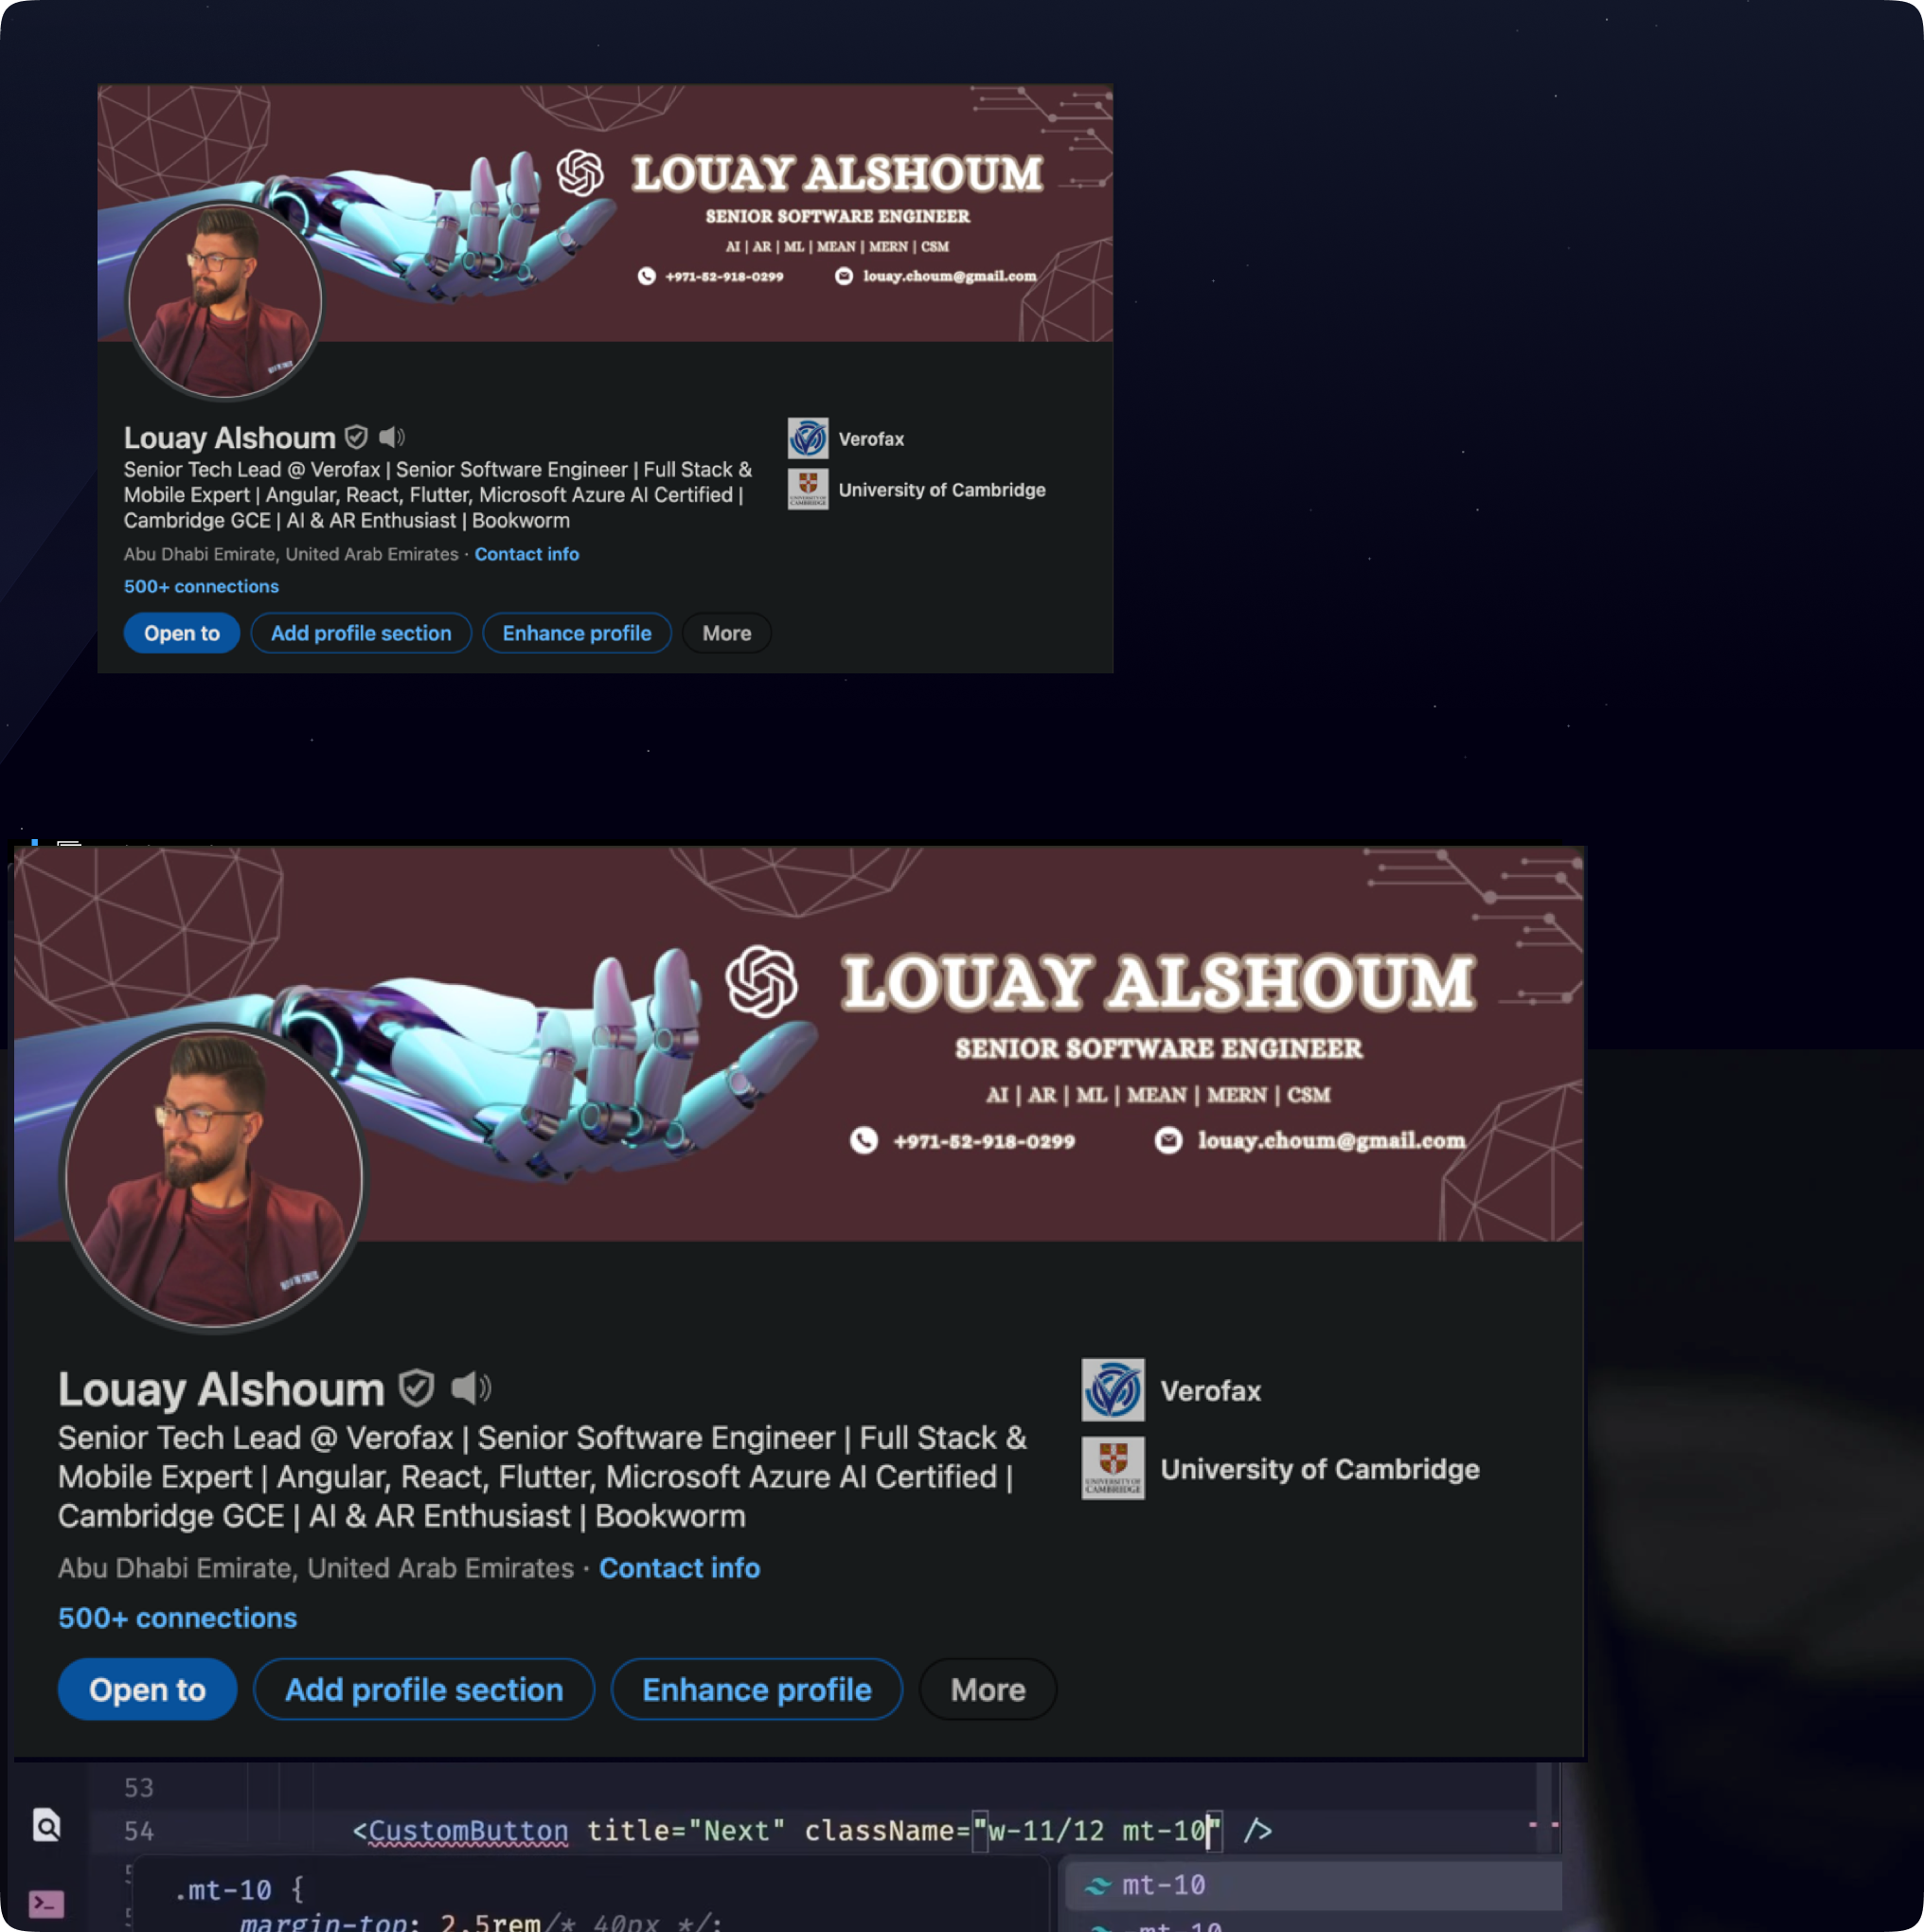 LOUAY ALSHOUM
SENIOR SOFTWARE ENGINEER
AI | AR | ML | MEAN | MERN | CSM
+971-52-918-0299 louay.choum@gmail.com
Louay Alshoum
Senior Tech Lead @ Verofax | Senior Software Engineer | Full Stack &
Mobile Expert | Angular, React, Flutter, Microsoft Azure AI Certified |
Cambridge GCE | AI & AR Enthusiast | Bookworm
Abu Dhabi Emirate, United Arab Emirates · Contact info
500+ connections
Verofax
UNIVERSITY OF
CAMBRIDGE
University of Cambridge
Open to Add profile section Enhance profile More
LOUAY ALSHOUM
SENIOR SOFTWARE ENGINEER
AI | AR | ML | MEAN | MERN | CSM
+971-52-918-0299 louay.choum@gmail.com
Louay Alshoum
Senior Tech Lead @ Verofax | Senior Software Engineer | Full Stack &
Mobile Expert | Angular, React, Flutter, Microsoft Azure AI Certified |
Cambridge GCE | AI & AR Enthusiast | Bookworm
Abu Dhabi Emirate, United Arab Emirates · Contact info
500+ connections
Verofax
UNIVERSITY OF
CAMBRIDGE
University of Cambridge
Open to Add profile section Enhance profile More
53
54 <CustomButton title="Next" className="w-11/12 mt-10" />
.mt-10 {
margin-top: 2.5rem/* 40px */;
mt-10
-mt-10